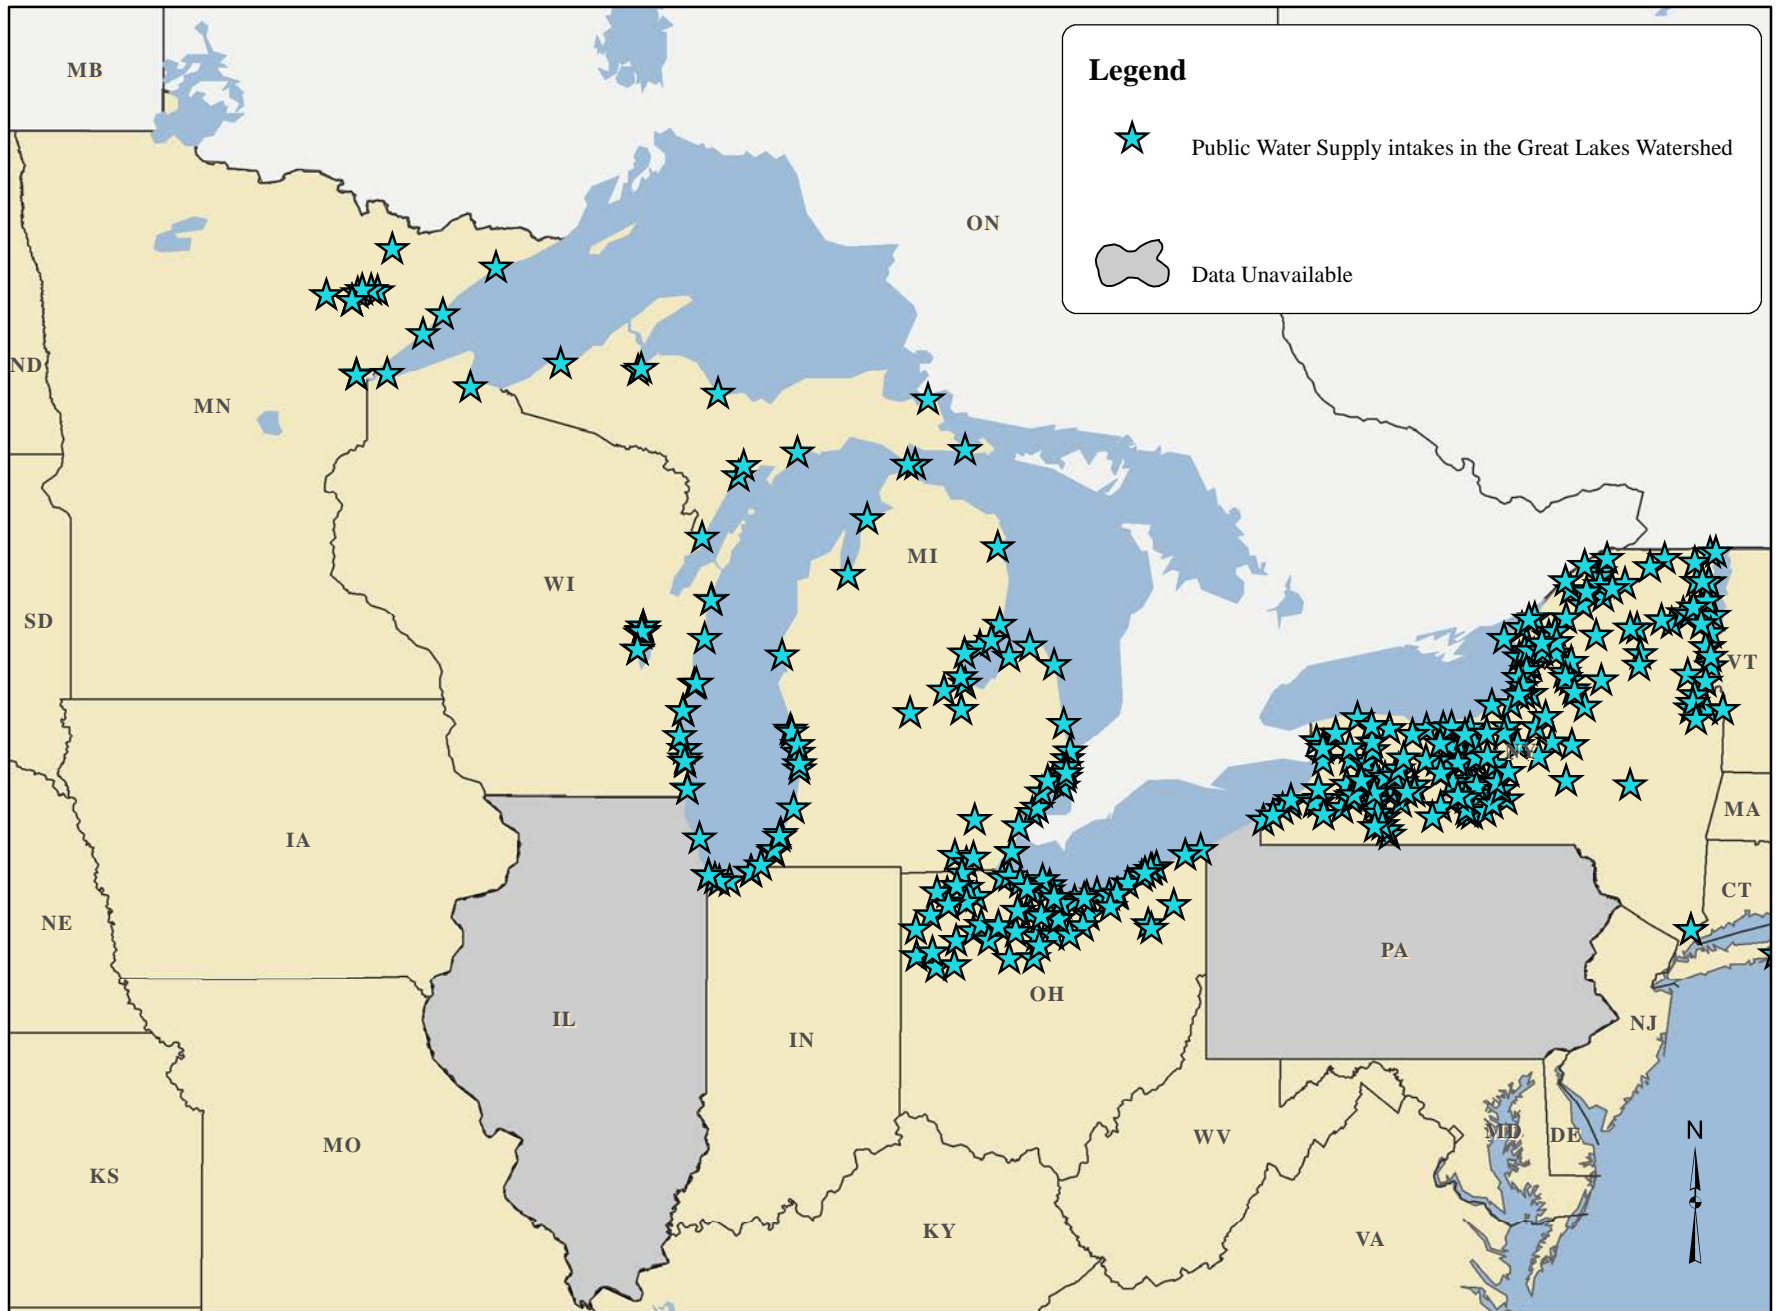 MB
Legend
Public Water Supply intakes in the Great Lakes Watershed
ON
Data Unavailable
ND
MN
MI
WI
SD
VT
NY
MA
IA
CT
NE
PA
OH
IL
NJ
IN
MD
DE
N
WV
MO
KS
KY
VA